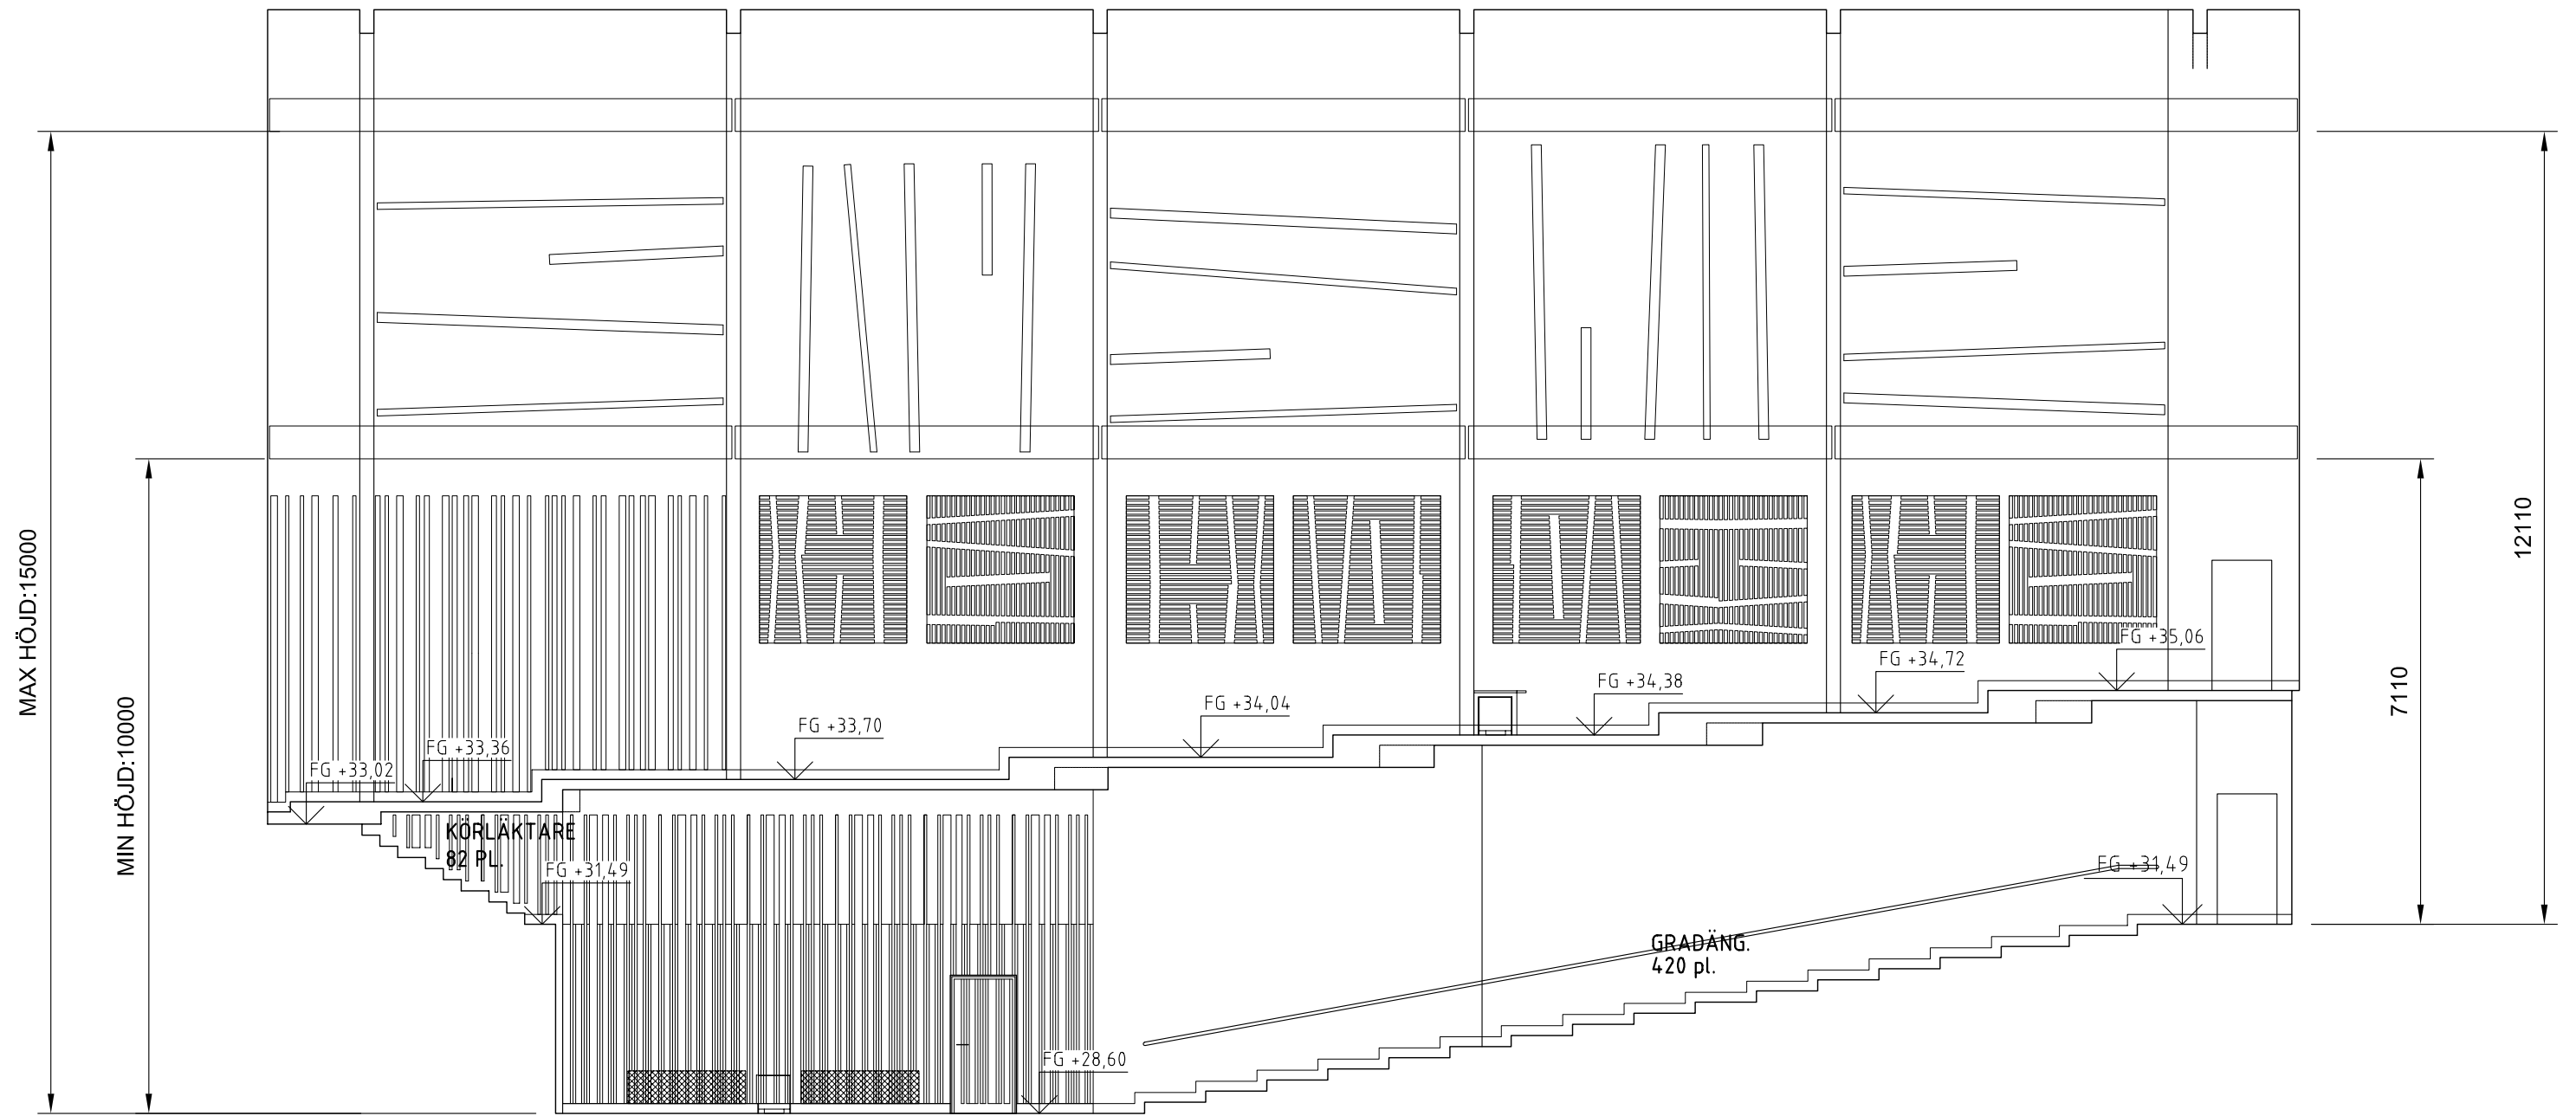 MAX HÖJD:15000
MIN HÖJD:10000
12110
7110
FG +35,06
FG +34,72
FG +34,38
FG +34,04
FG +33,70
FG +33,36
FG +33,02
KÖRLÄKTARE
82 PL.
FG +31,49
FG +31,49
GRADÄNG.
420 pl.
FG +28,60